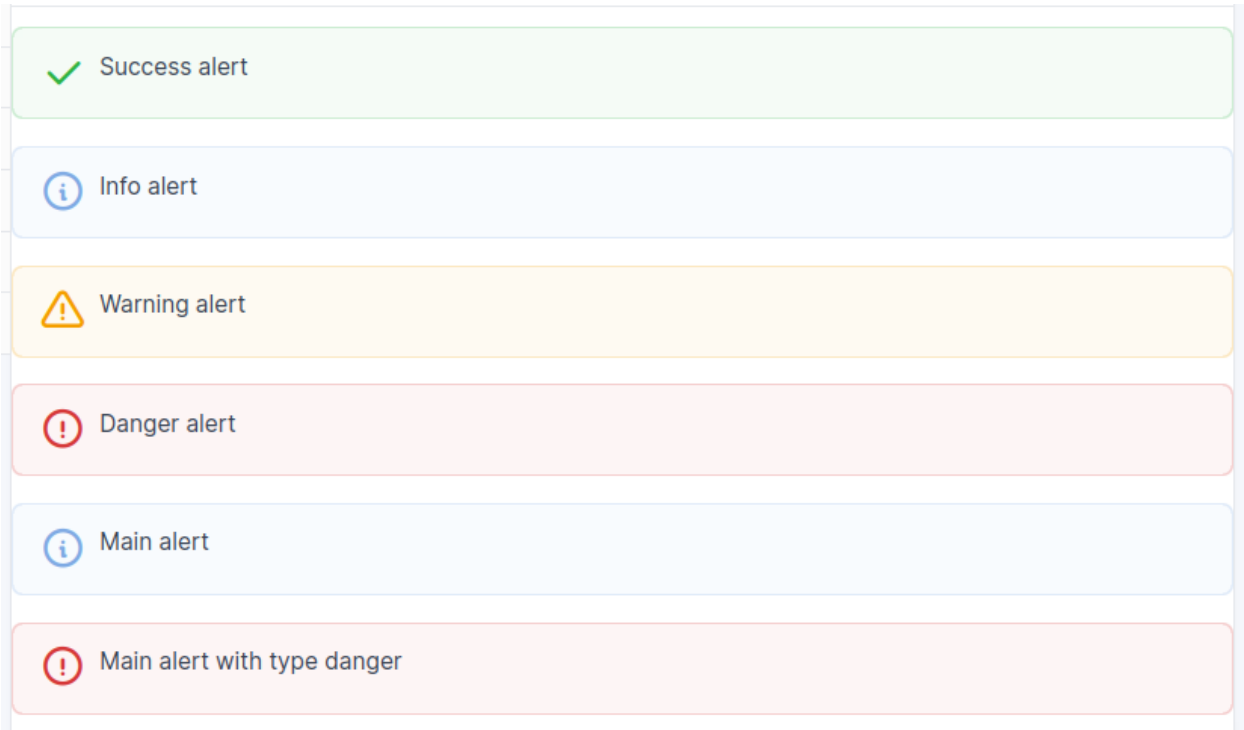 Success alert
Info alert
Warning alert
Danger alert
Main alert
Main alert with type danger